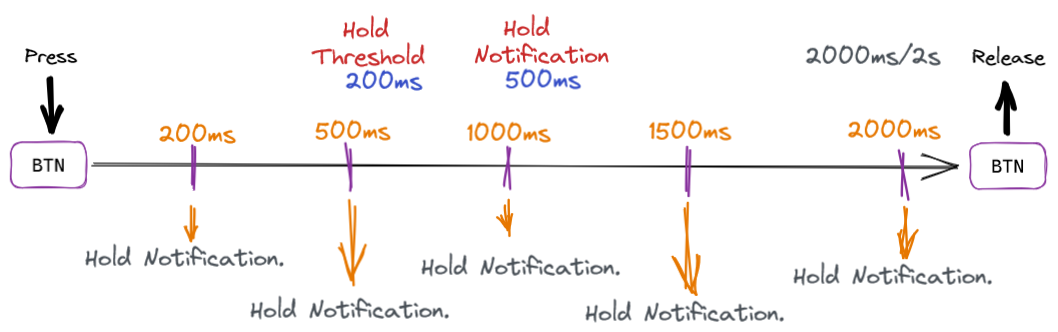 Press
Hold
Threshold
200ms
Hold
Notification
500ms
2000ms/2s
Release
200ms
500ms
1000ms
1500ms
2000ms
BTN
BTN
Hold Notification.
Hold Notification.
Hold Notification.
Hold Notification.
Hold Notification.